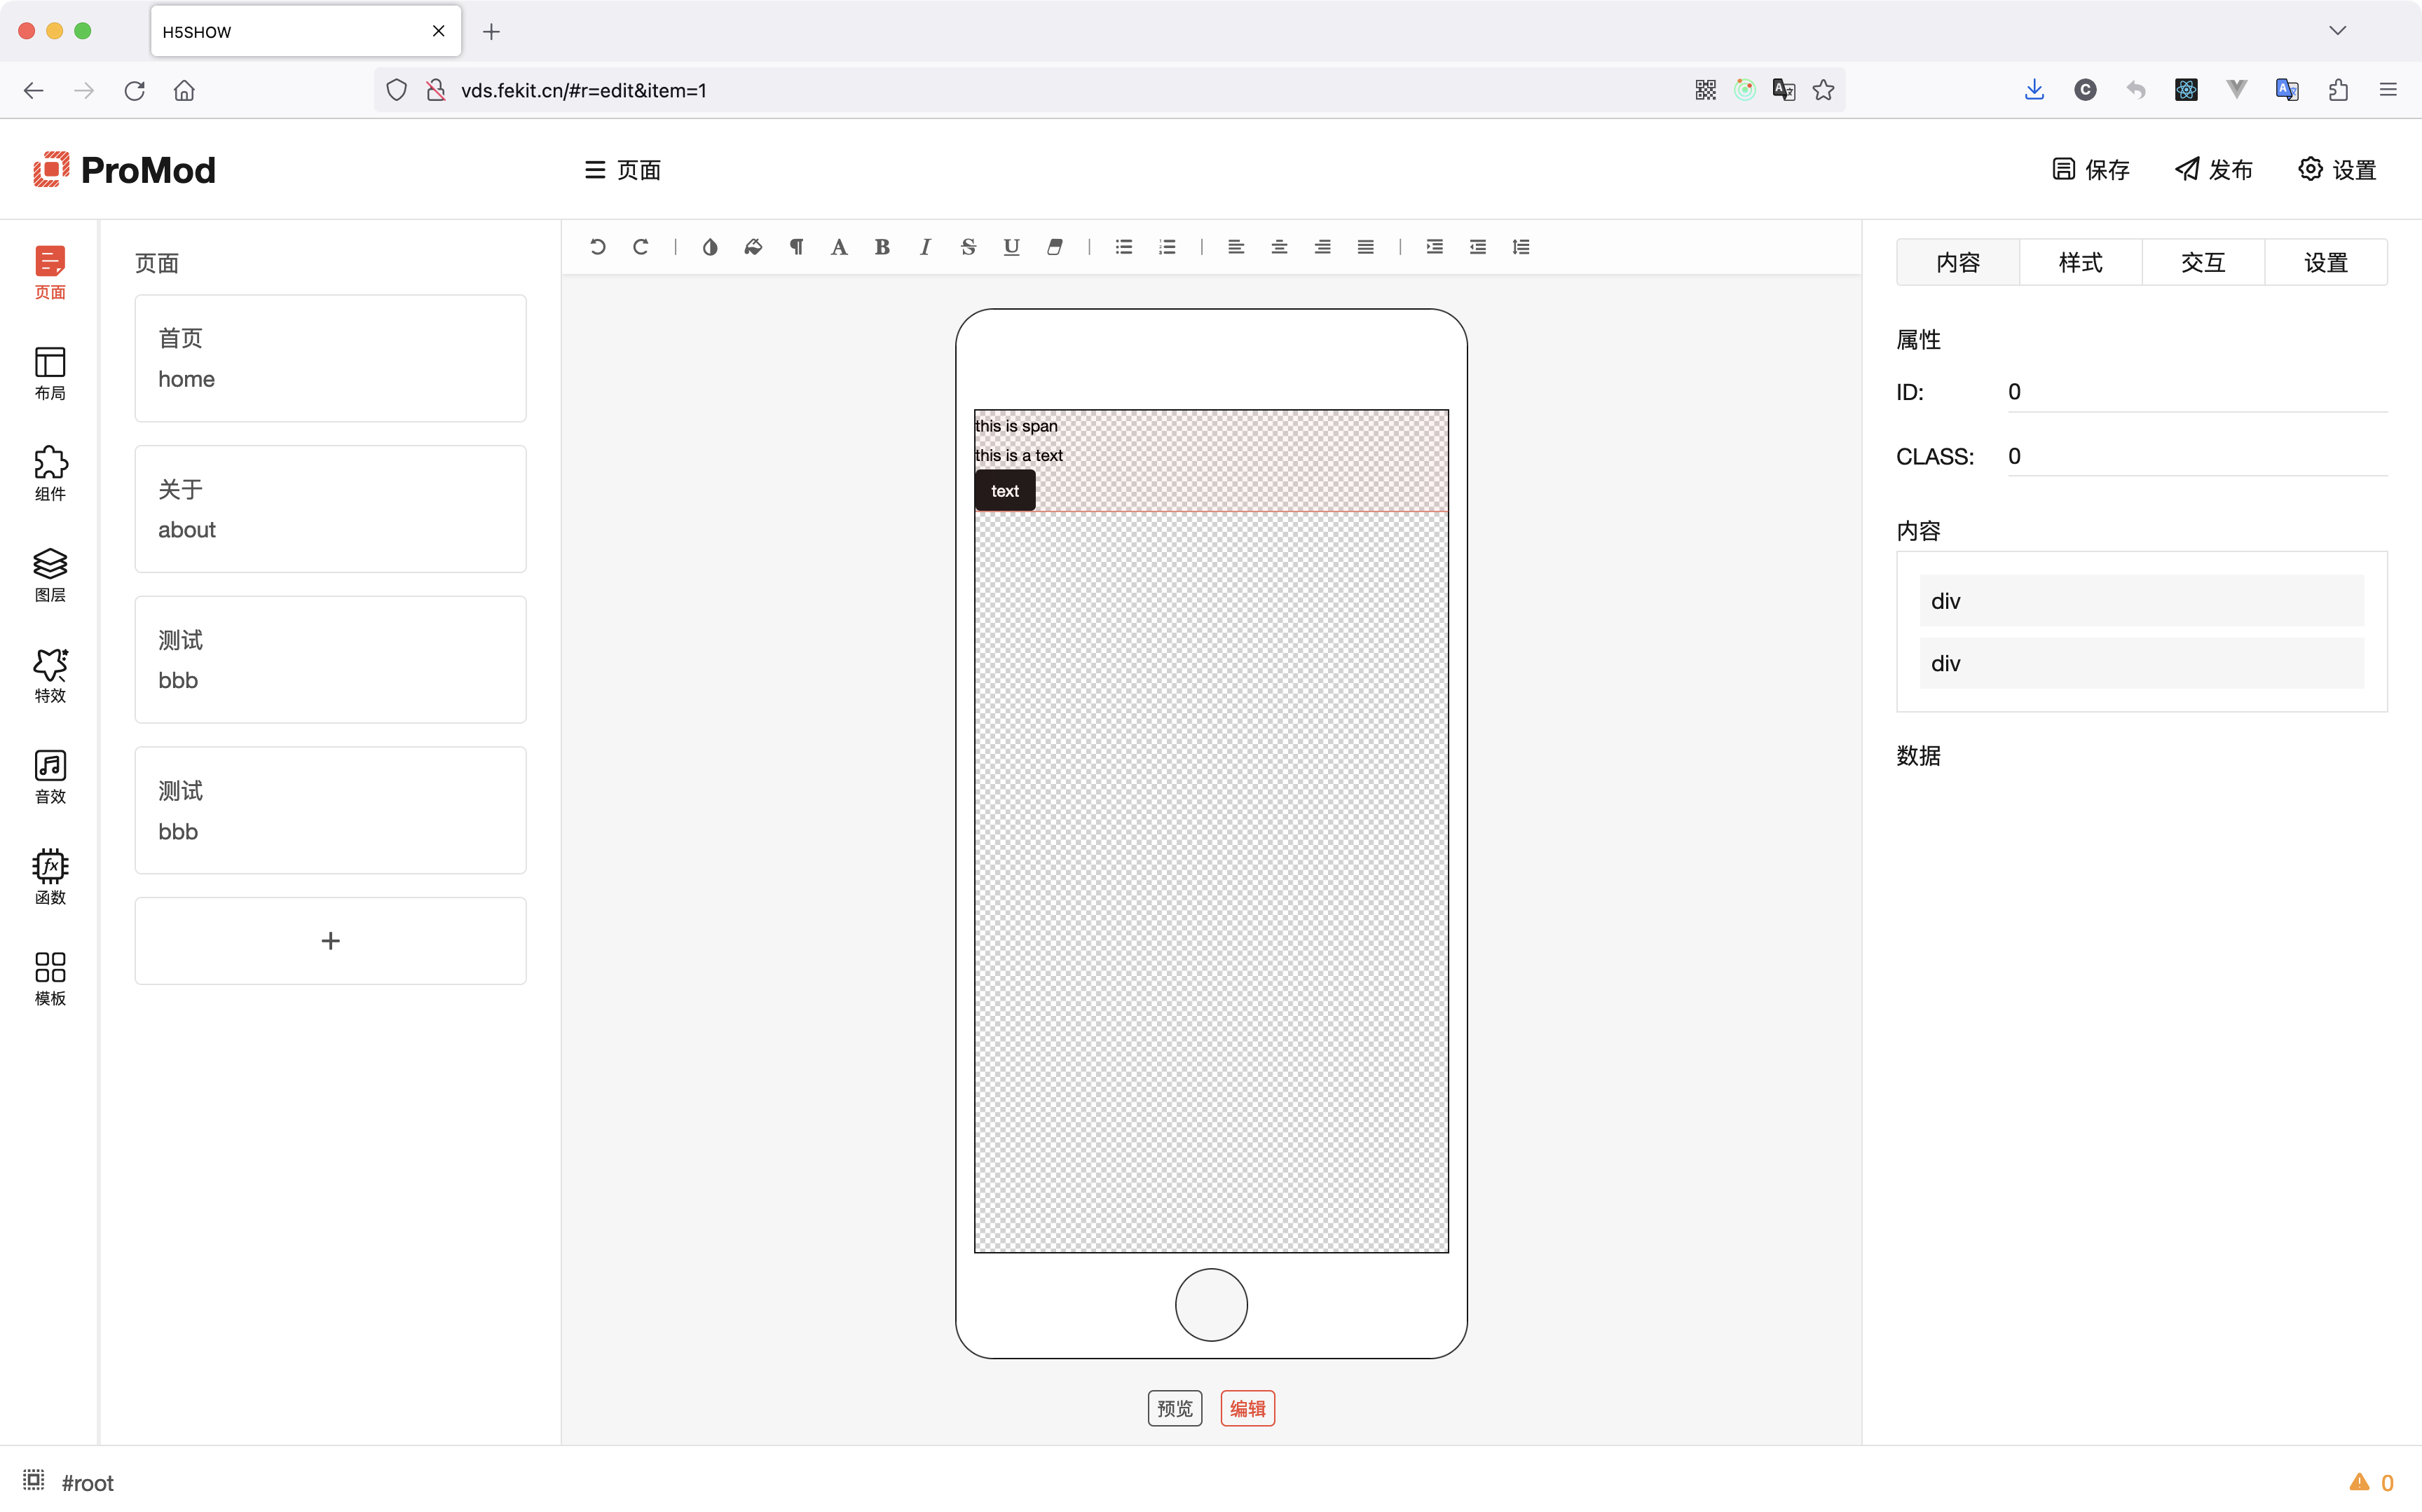 H5SHOW
vds.fekit.cn/#r=edit&item=1
ProMod
页面
保存
发布
设置
页面
布局
组件
图层
特效
音效
函数
模板
页面
首页
home
关于
about
测试
bbb
测试
bbb
this is span
this is a text
text
预览
编辑
内容
样式
交互
设置
属性
ID: 0
CLASS: 0
内容
div
div
数据
#root
0